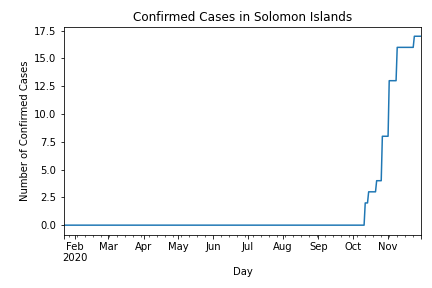 Confirmed Cases in Solomon Islands
Number of Confirmed Cases
17.5
15.0
12.5
10.0
7.5
5.0
2.5
0.0
Feb Mar Apr May Jun Jul Aug Sep Oct Nov
2020
Day